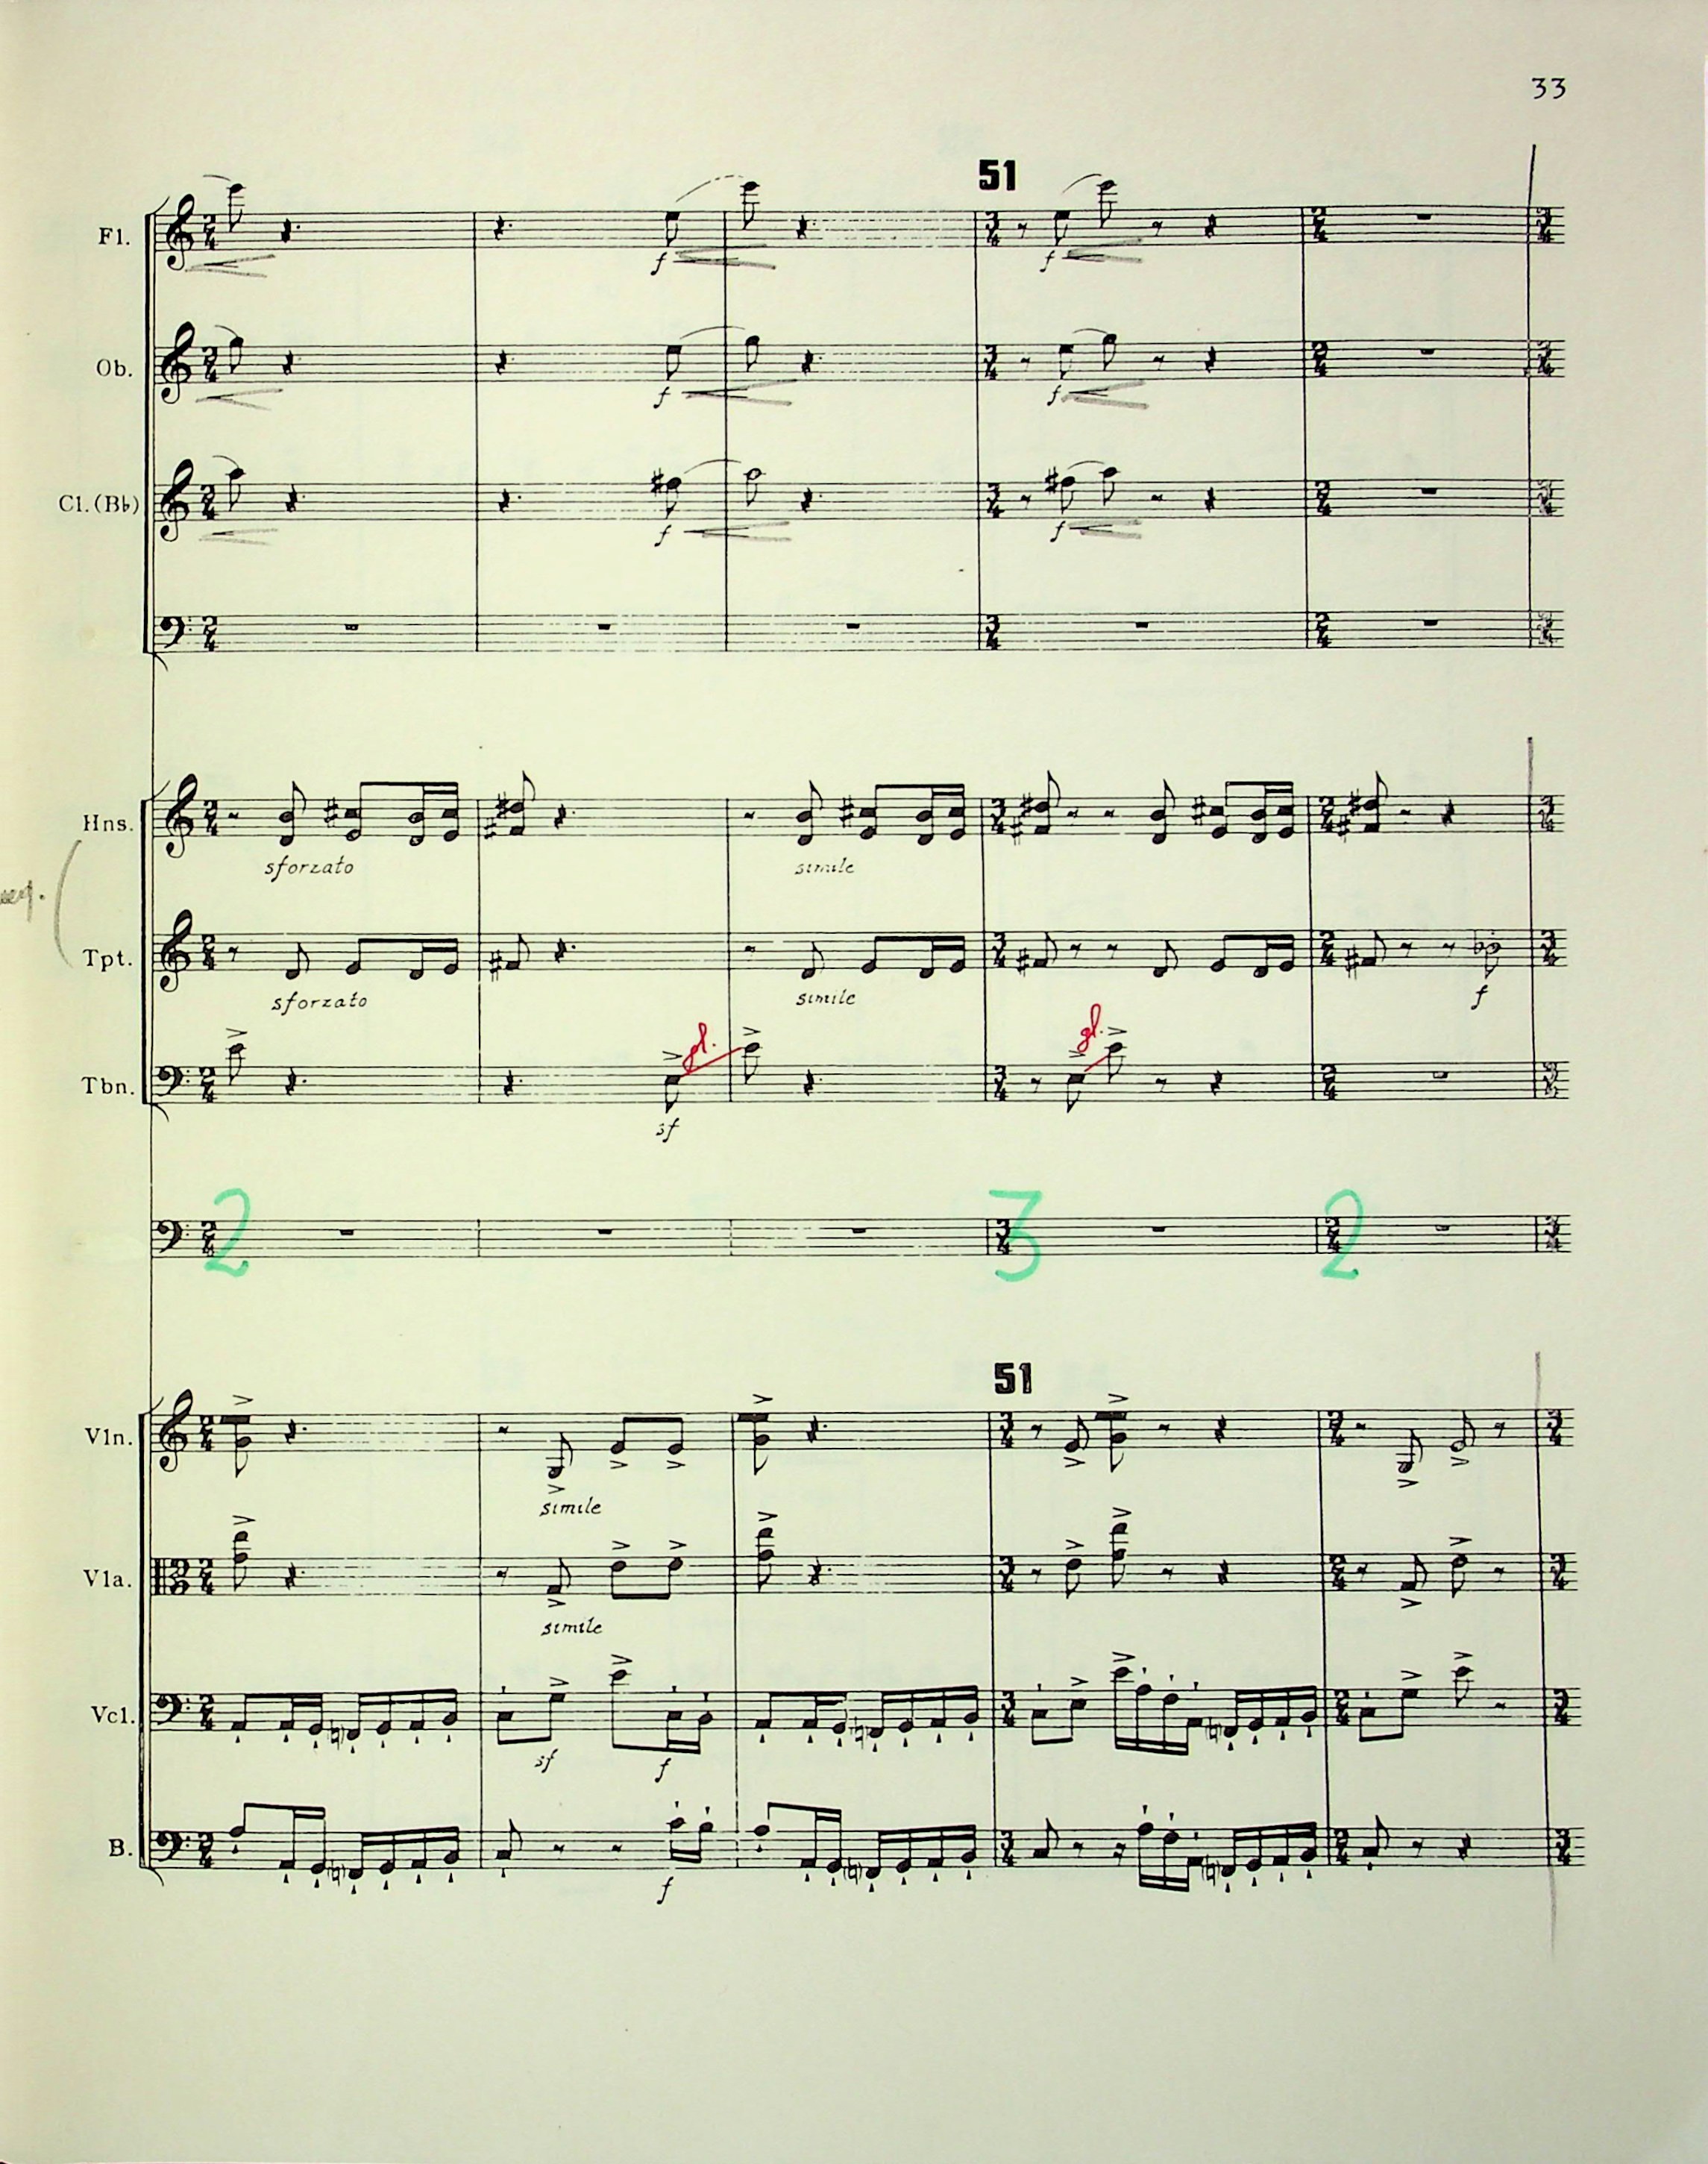 33
51
Fl.
f
f
Ob.
f
f
Cl. (B♭)
f
f
Hns.
sforzato
simile
Tpt.
sforzato
simile
f
gl.
gl.
Tbn.
sf
2 3 2
51
Vln.
simile
Vla.
simile
Vcl.
sf
f
B.
f